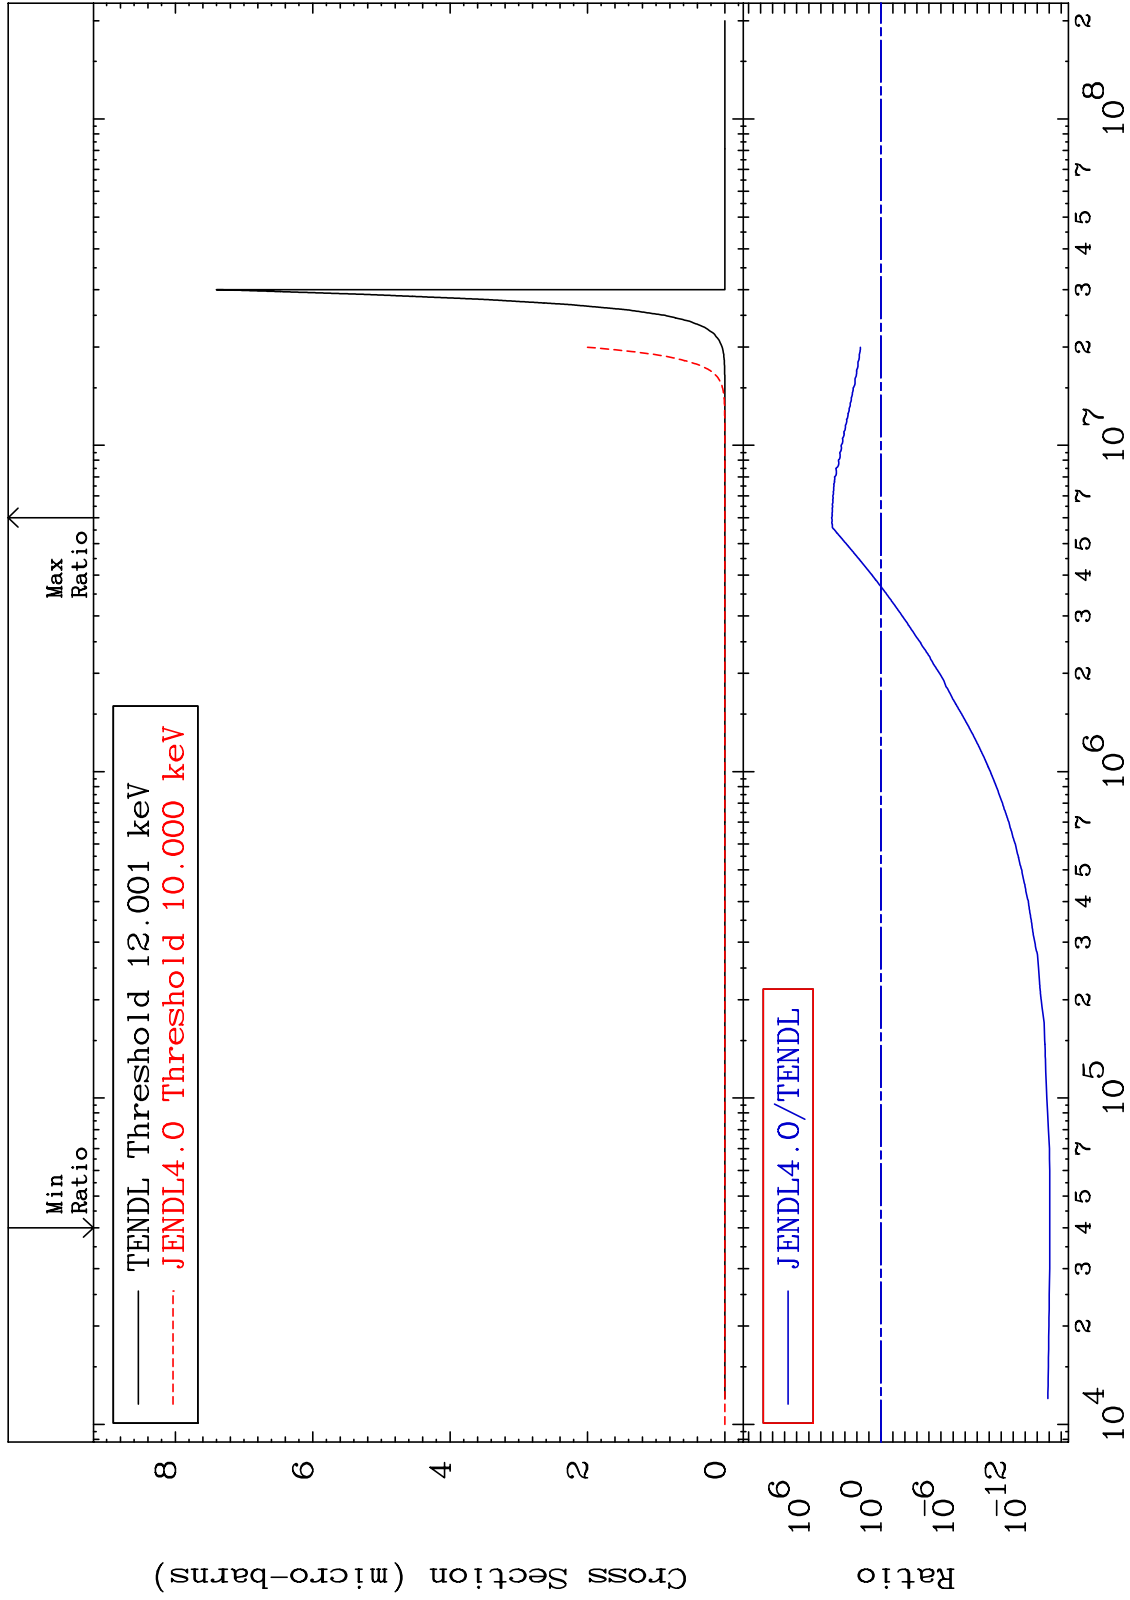 Min
Ratio
Max
Ratio
TENDL Threshold 12.001 keV
JENDL4.0 Threshold 10.000 keV
8
6
4
2
0
Cross Section (micro-barns)
JENDL4.0/TENDL
10^6
10^0
10^-6
10^-12
Ratio
10^4 2 3 4 5 7 10^5 2 3 4 5 7 10^6 2 3 4 5 7 10^7 2 3 4 5 7 10^8 2